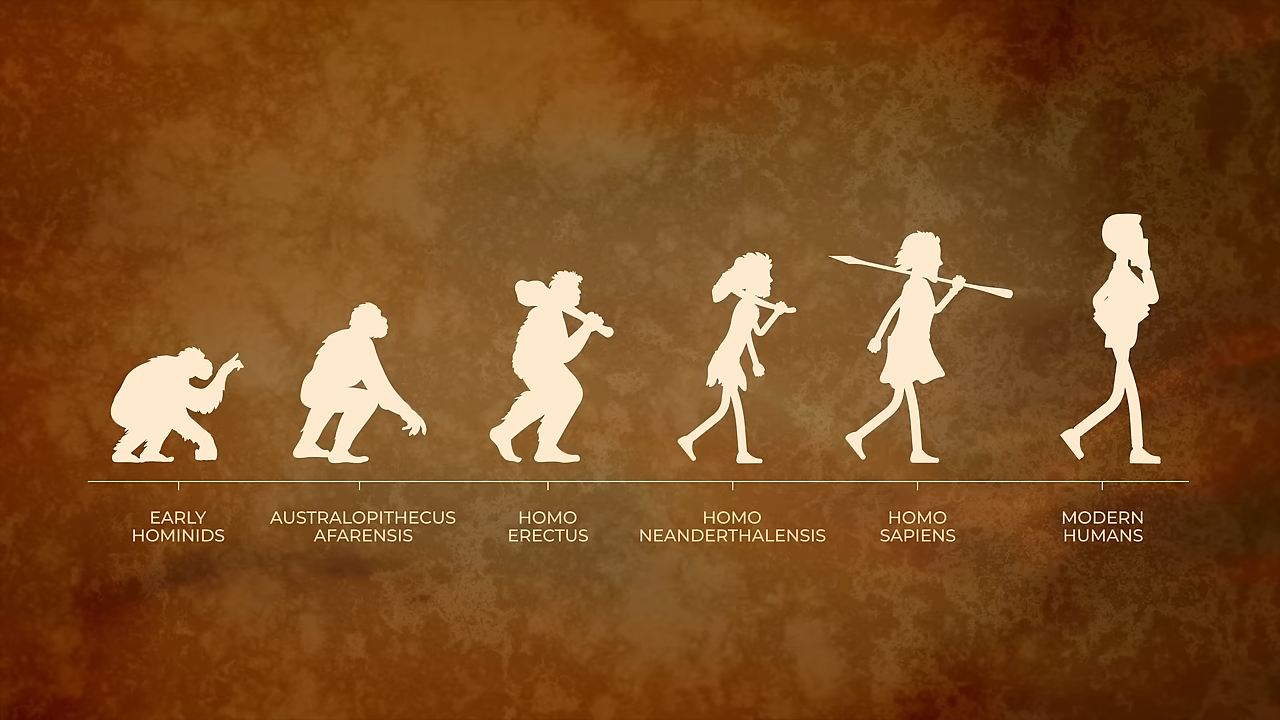 EARLY
HOMINIDS
AUSTRALOPITHECUS
AFARENSIS
HOMO
ERECTUS
HOMO
NEANDERTHALENSIS
HOMO
SAPIENS
MODERN
HUMANS